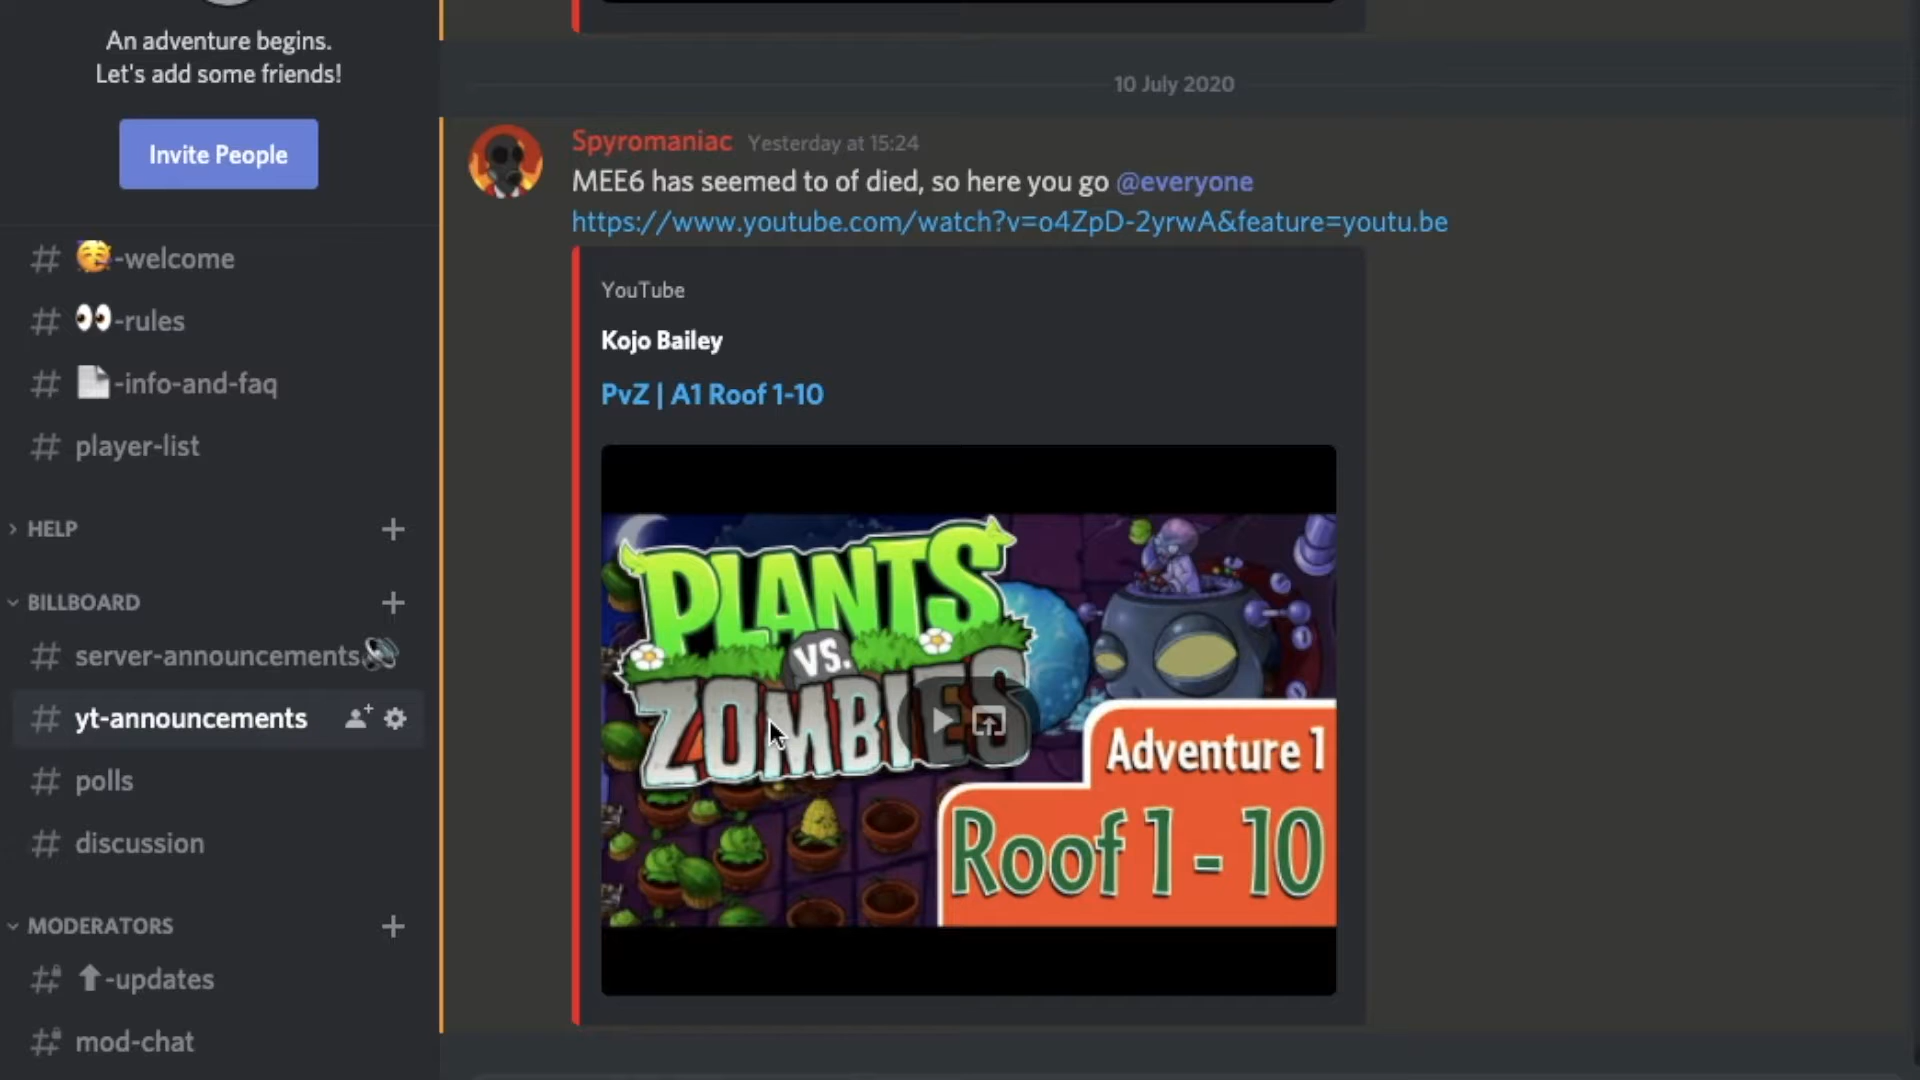 An adventure begins.
Let's add some friends!
Invite People
# 🥳-welcome
# 👀-rules
# 📄-info-and-faq
# player-list
HELP
BILLBOARD
# server-announcements🔊
# yt-announcements
# polls
# discussion
MODERATORS
# ⬆-updates
# mod-chat
10 July 2020
Spyromaniac Yesterday at 15:24
MEE6 has seemed to of died, so here you go @everyone
https://www.youtube.com/watch?v=o4ZpD-2yrwA&feature=youtu.be
YouTube
Kojo Bailey
PvZ | A1 Roof 1-10
PLANTS
VS.
ZOMBIES
Adventure 1
Roof 1 - 10